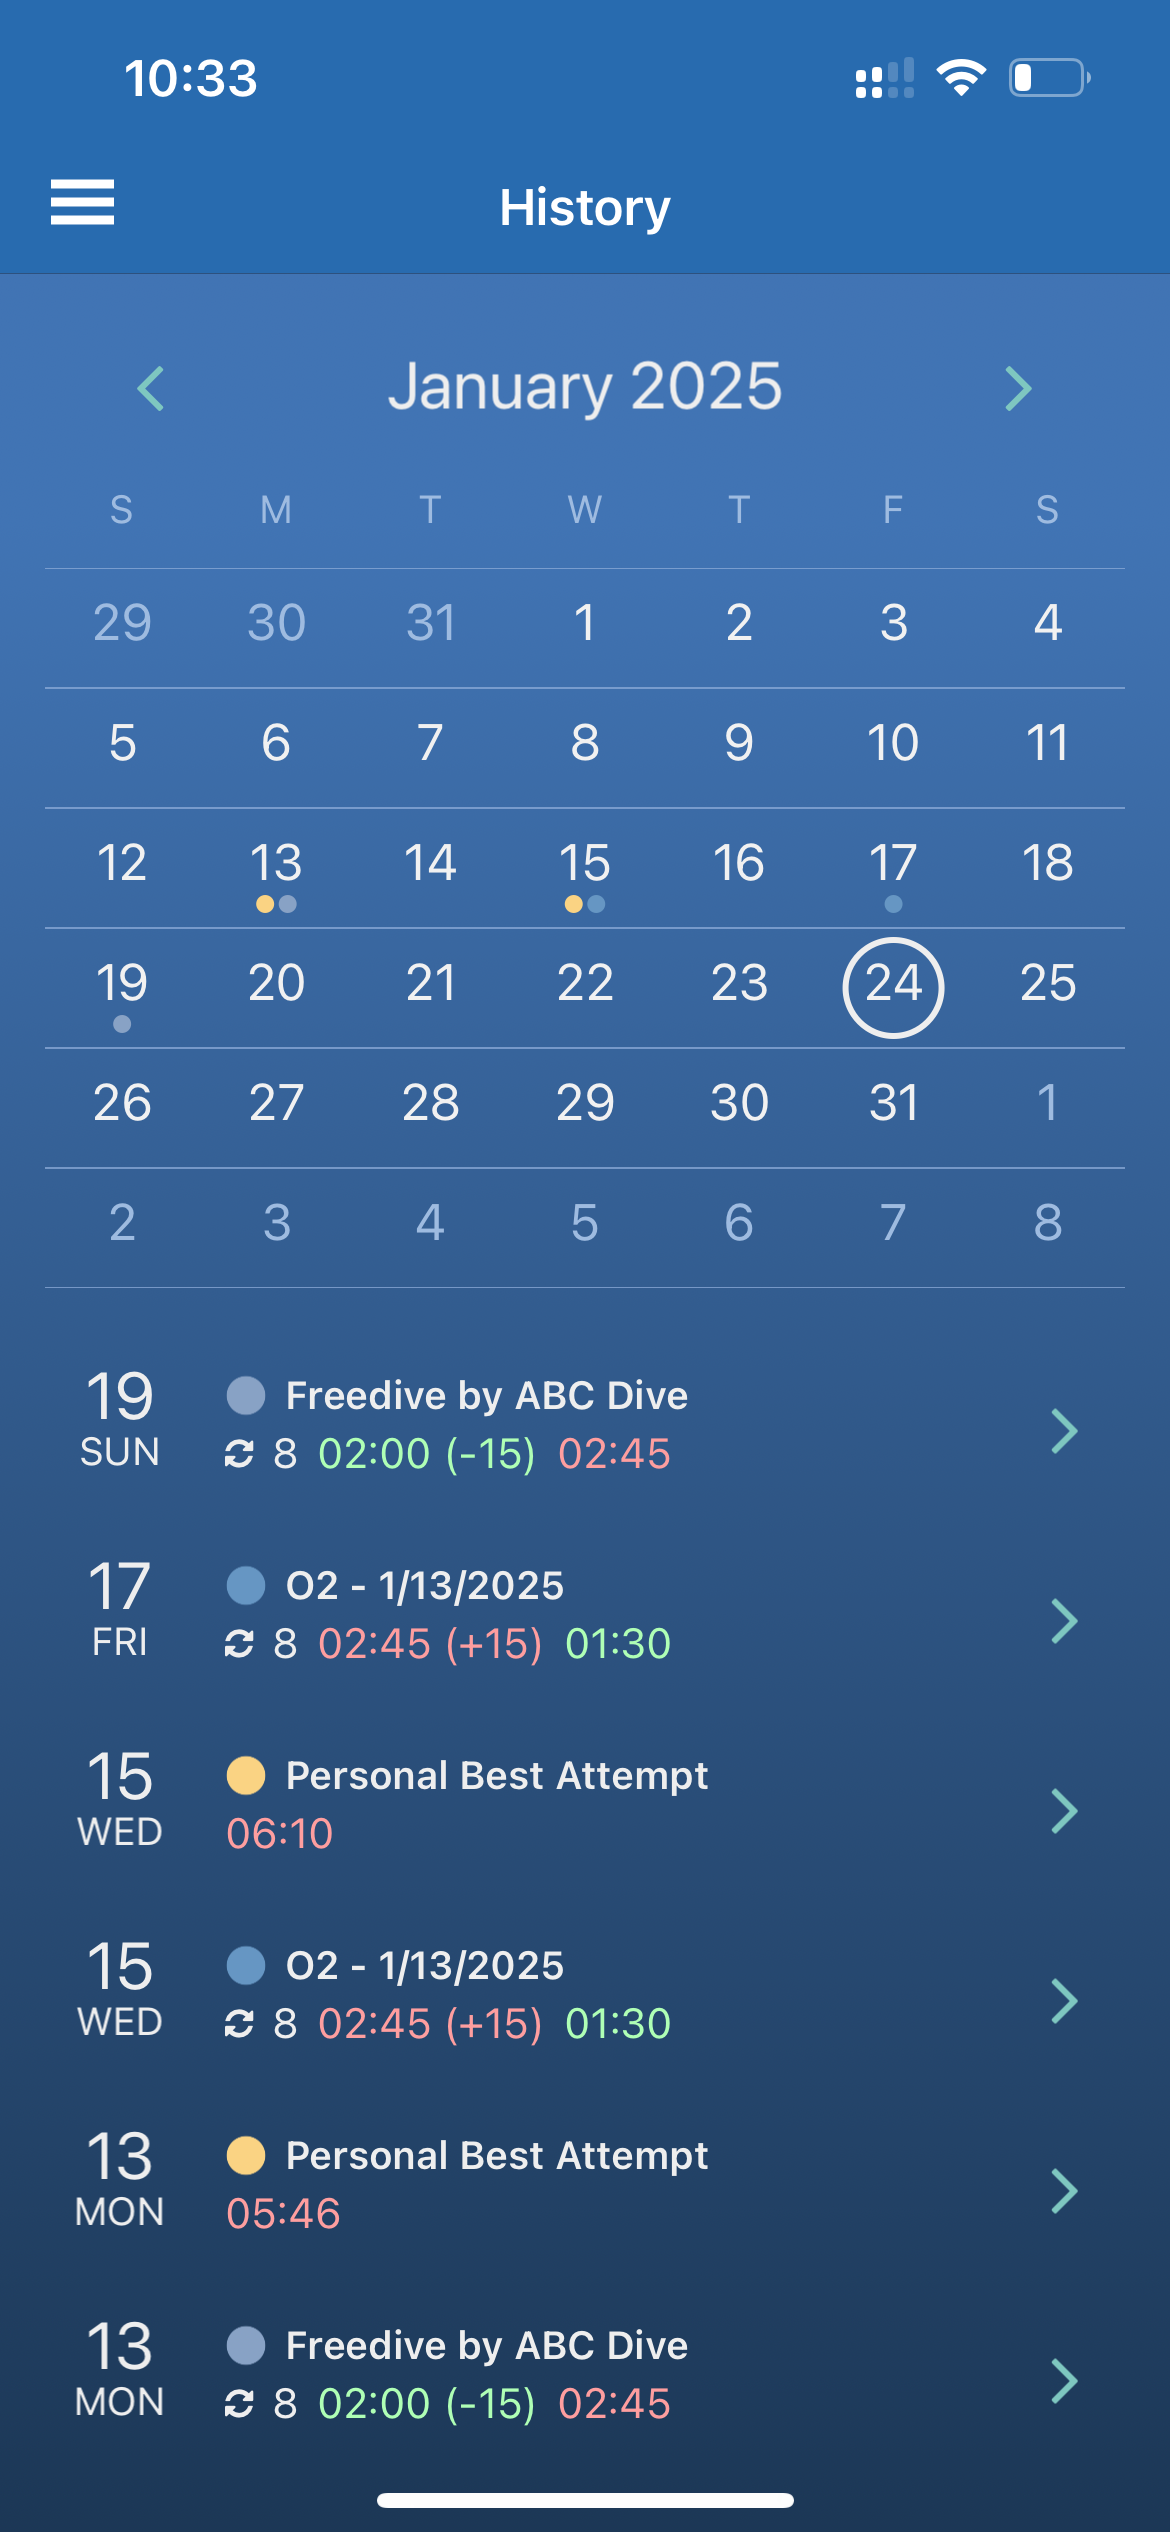 10:33
History
January 2025
S M T W T F S
29 30 31 1 2 3 4
5 6 7 8 9 10 11
12 13 14 15 16 17 18
19 20 21 22 23 24 25
26 27 28 29 30 31 1
2 3 4 5 6 7 8
19 Freedive by ABC Dive
SUN 8 02:00 (-15) 02:45
17 O2 - 1/13/2025
FRI 8 02:45 (+15) 01:30
15 Personal Best Attempt
WED 06:10
15 O2 - 1/13/2025
WED 8 02:45 (+15) 01:30
13 Personal Best Attempt
MON 05:46
13 Freedive by ABC Dive
MON 8 02:00 (-15) 02:45